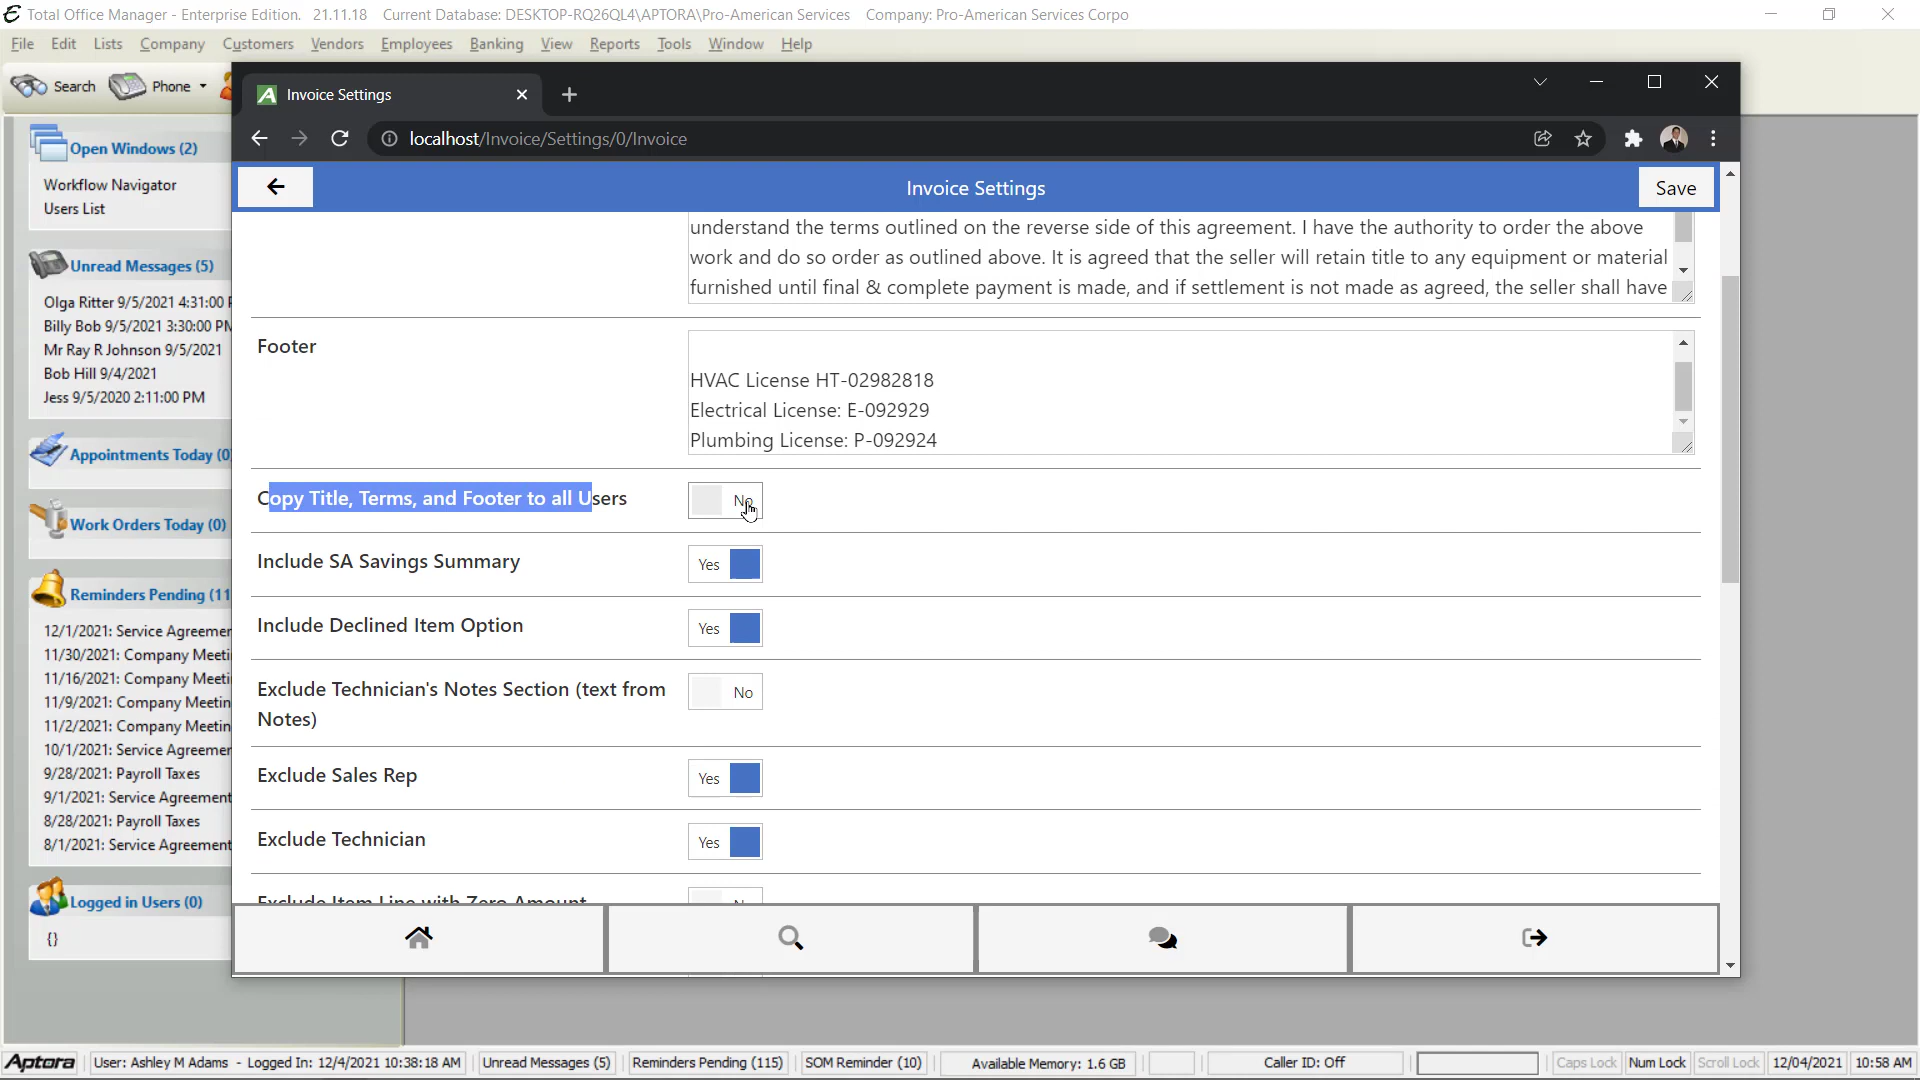 Total Office Manager - Enterprise Edition. 21.11.18 Current Database: DESKTOP-RQ26QL4\APTORA\Pro-American Services Company: Pro-American Services Corpo
File Edit Lists Company Customers Vendors Employees Banking View Reports Tools Window Help
Search Phone
Invoice Settings
localhost/Invoice/Settings/0/Invoice
Invoice Settings
Save
Open Windows (2)
Workflow Navigator
Users List
Unread Messages (5)
Olga Ritter 9/5/2021 4:31:00
Billy Bob 9/5/2021 3:30:00 PM
Mr Ray R Johnson 9/5/2021
Bob Hill 9/4/2021
Jess 9/5/2020 2:11:00 PM
Appointments Today (0
Work Orders Today (0)
Reminders Pending (11
12/1/2021: Service Agreemer
11/30/2021: Company Meeti
11/16/2021: Company Meeti
11/9/2021: Company Meetin
11/2/2021: Company Meetin
10/1/2021: Service Agreemer
9/28/2021: Payroll Taxes
9/1/2021: Service Agreement
8/28/2021: Payroll Taxes
8/1/2021: Service Agreement
Logged in Users (0)
{}
understand the terms outlined on the reverse side of this agreement. I have the authority to order the above
work and do so order as outlined above. It is agreed that the seller will retain title to any equipment or material
furnished until final & complete payment is made, and if settlement is not made as agreed, the seller shall have
Footer
HVAC License HT-02982818
Electrical License: E-092929
Plumbing License: P-092924
Copy Title, Terms, and Footer to all Users No
Include SA Savings Summary Yes
Include Declined Item Option Yes
Exclude Technician's Notes Section (text from No
Notes)
Exclude Sales Rep Yes
Exclude Technician Yes
Exclude Item Line with Zero Amount
Aptora User: Ashley M Adams - Logged In: 12/4/2021 10:38:18 AM Unread Messages (5) Reminders Pending (115) SOM Reminder (10) Available Memory: 1.6 GB Caller ID: Off Caps Lock Num Lock Scroll Lock 12/04/2021 10:58 AM